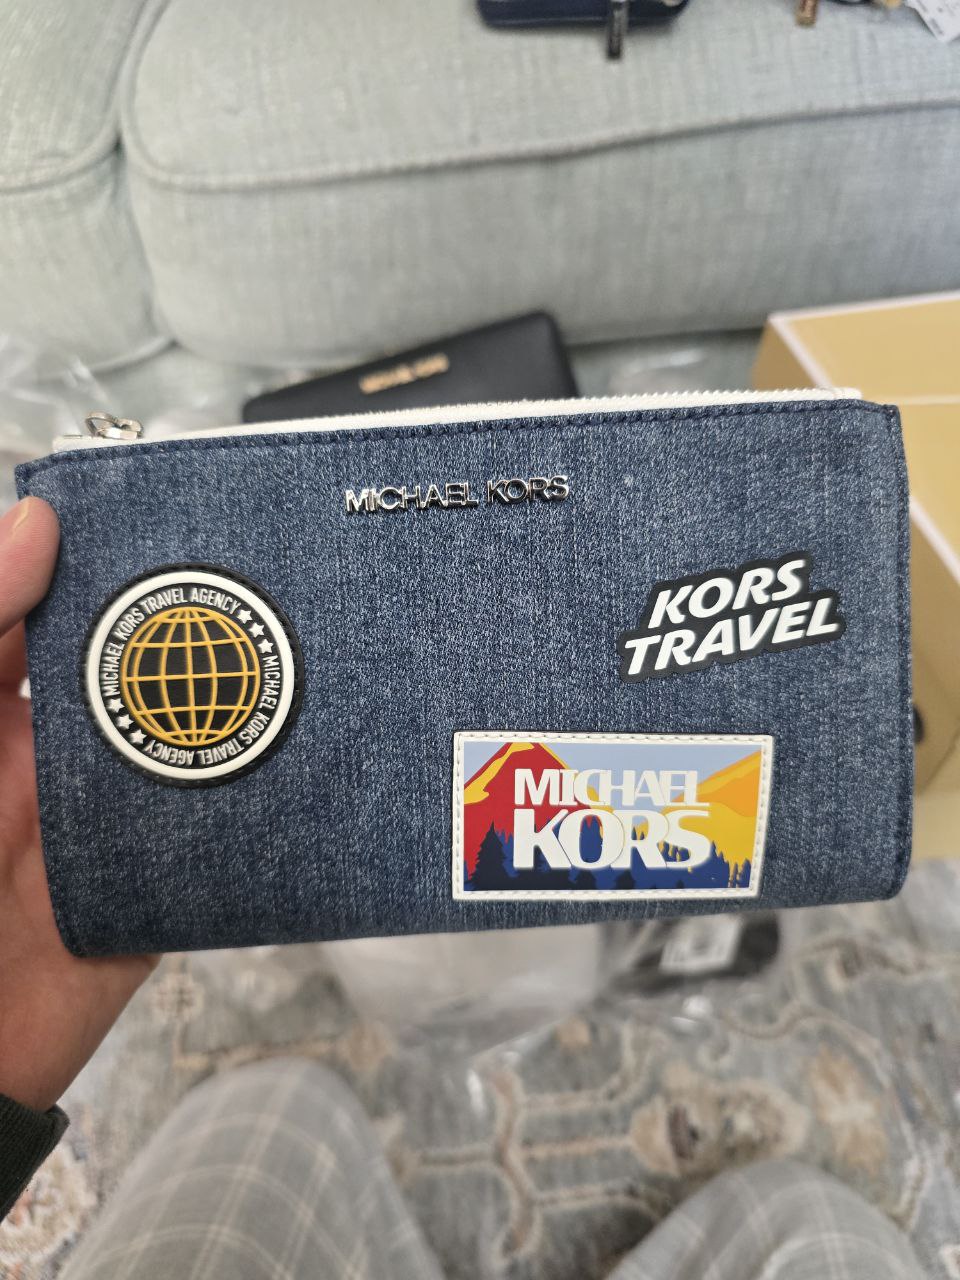 MICHAEL KORS
MICHAEL KORS TRAVEL AGENCY ★★★ MICHAEL KORS TRAVEL AGENCY ★★★
KORS
TRAVEL
MICHAEL
KORS